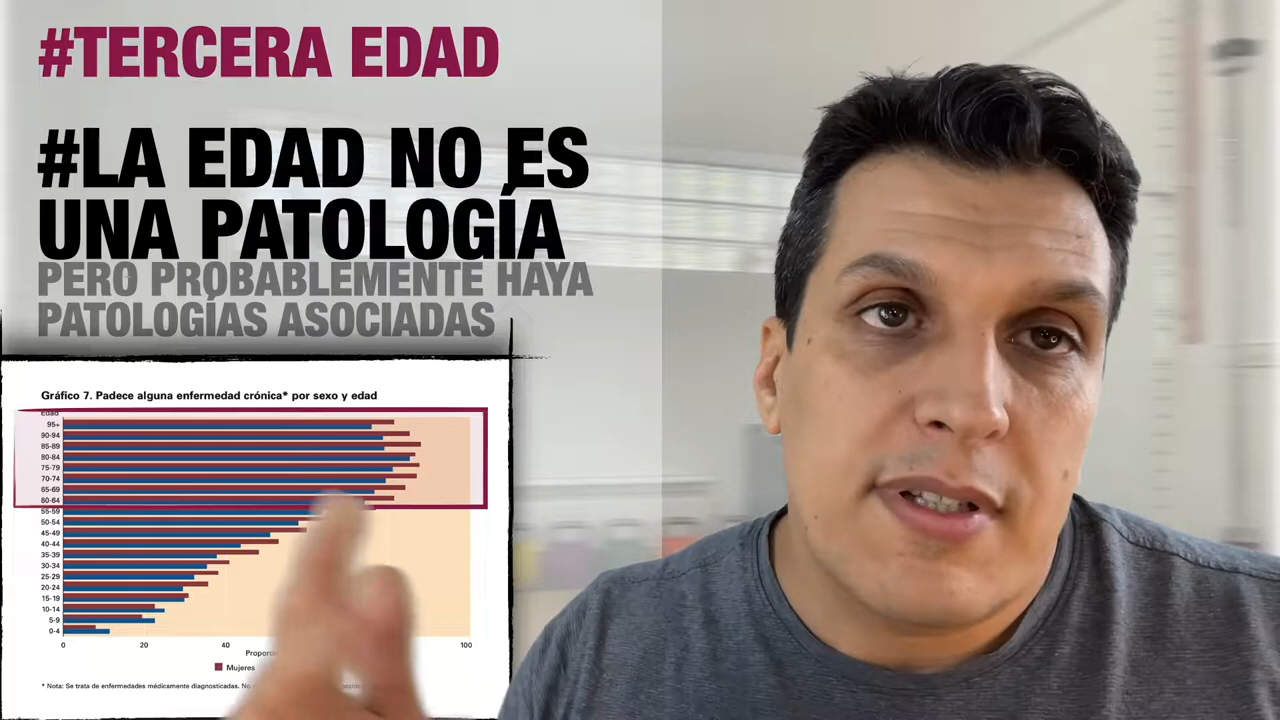 #TERCERA EDAD
#LA EDAD NO ES
UNA PATOLOGÍA
PERO PROBABLEMENTE HAYA
PATOLOGÍAS ASOCIADAS
Gráfico 7. Padece alguna enfermedad crónica* por sexo y edad
Edad
95+
90-94
85-89
80-84
75-79
70-74
65-69
60-64
55-59
50-54
45-49
40-44
35-39
30-34
25-29
20-24
15-19
10-14
5-9
0-4
0 20 40 100
Mujeres
* Nota: Se trata de enfermedades médicamente diagnosticadas. No